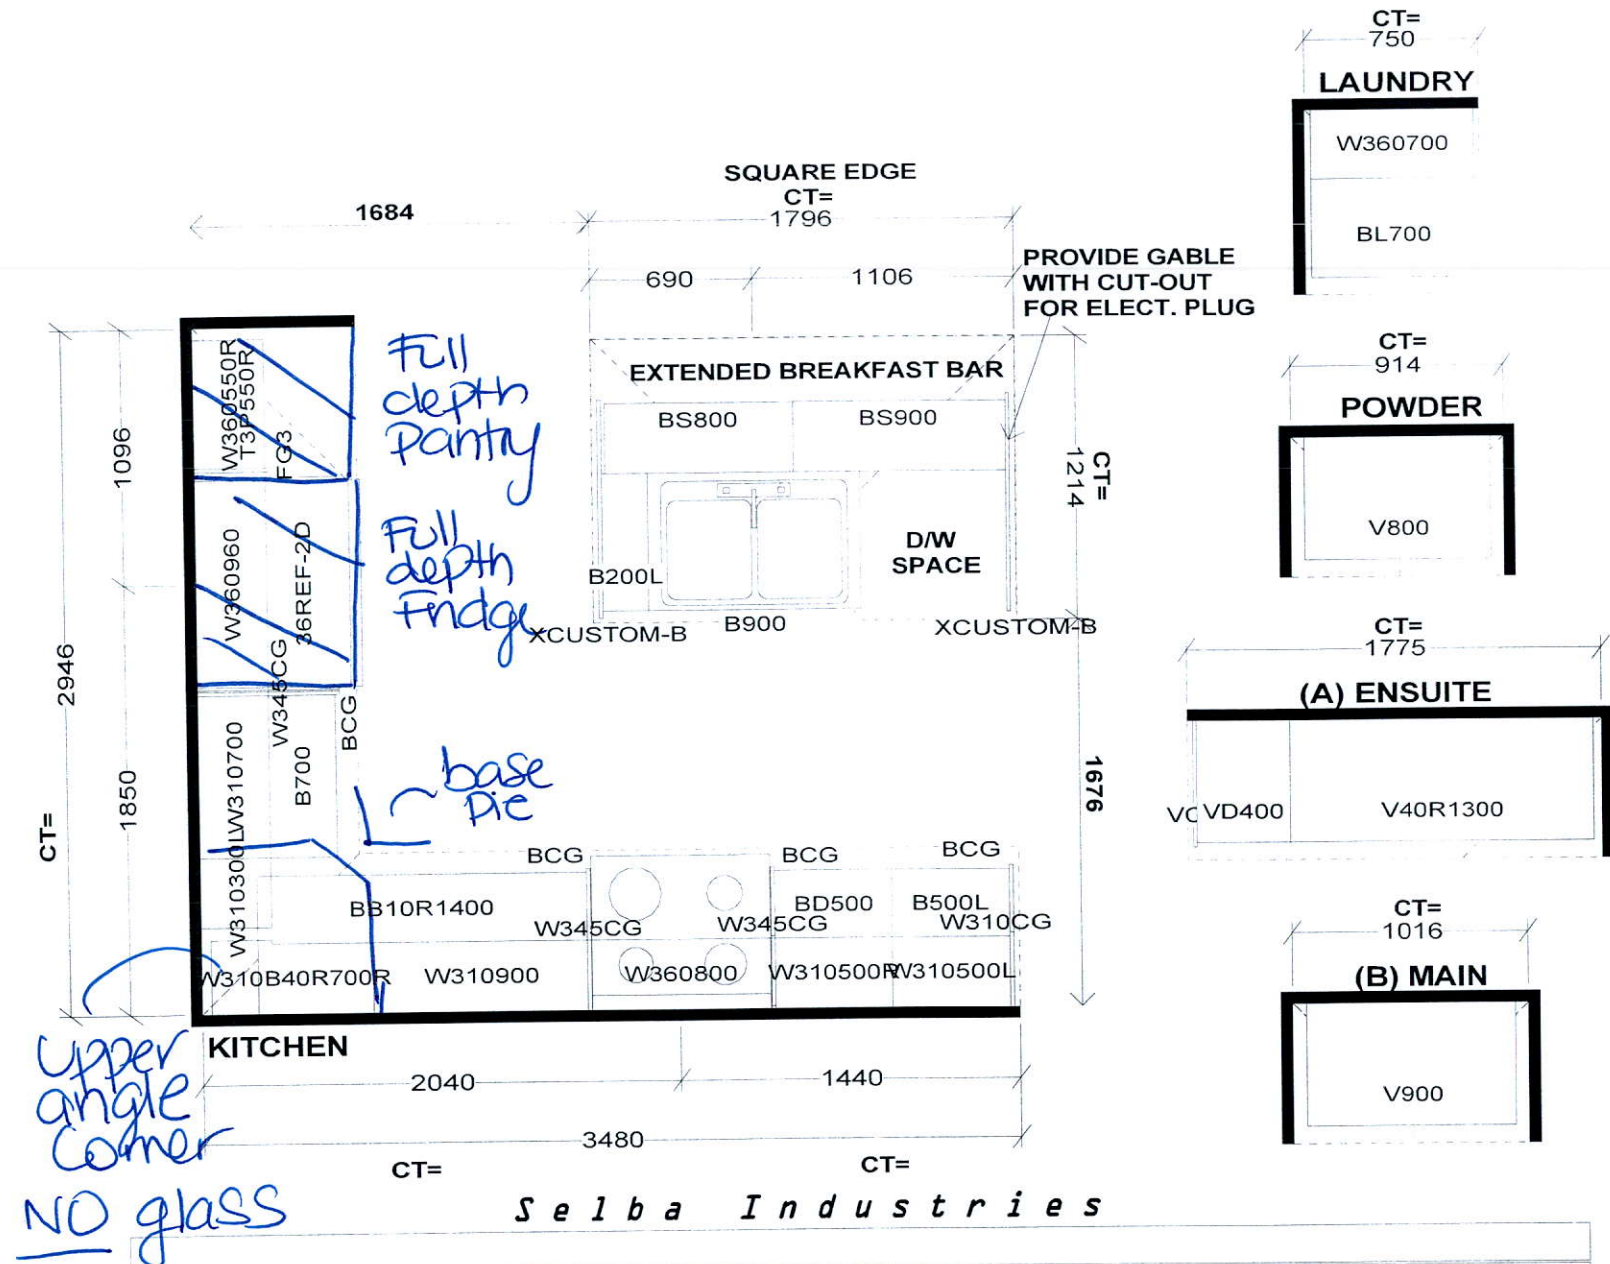 CT=
750
LAUNDRY
W360700
BL700
SQUARE EDGE
CT=
1796
1684
690
1106
PROVIDE GABLE
WITH CUT-OUT
FOR ELECT. PLUG
EXTENDED BREAKFAST BAR
BS800
BS900
CT=
1214
D/W
SPACE
B200L
XCUSTOM-B
B900
XCUSTOM-B
1676
W360550R
T3P5550R
FG3
Full
depth
Pantry
1096
W360960
36REF-2D
Full
depth
Fridge
2946
CT=
1850
W345CG
BCG
W310700
B700
base
pie
W310300L
BCG
BCG
BCG
BB10R1400
BD500
B500L
W345CG
W345CG
W310CG
W310B40R700R
W310900
W360800
W310500R
W310500L
KITCHEN
Upper
angle
Corner
NO glass
2040
1440
3480
CT=
CT=
CT=
914
POWDER
V800
CT=
1775
(A) ENSUITE
VC
VD400
V40R1300
CT=
1016
(B) MAIN
V900
Selba Industries